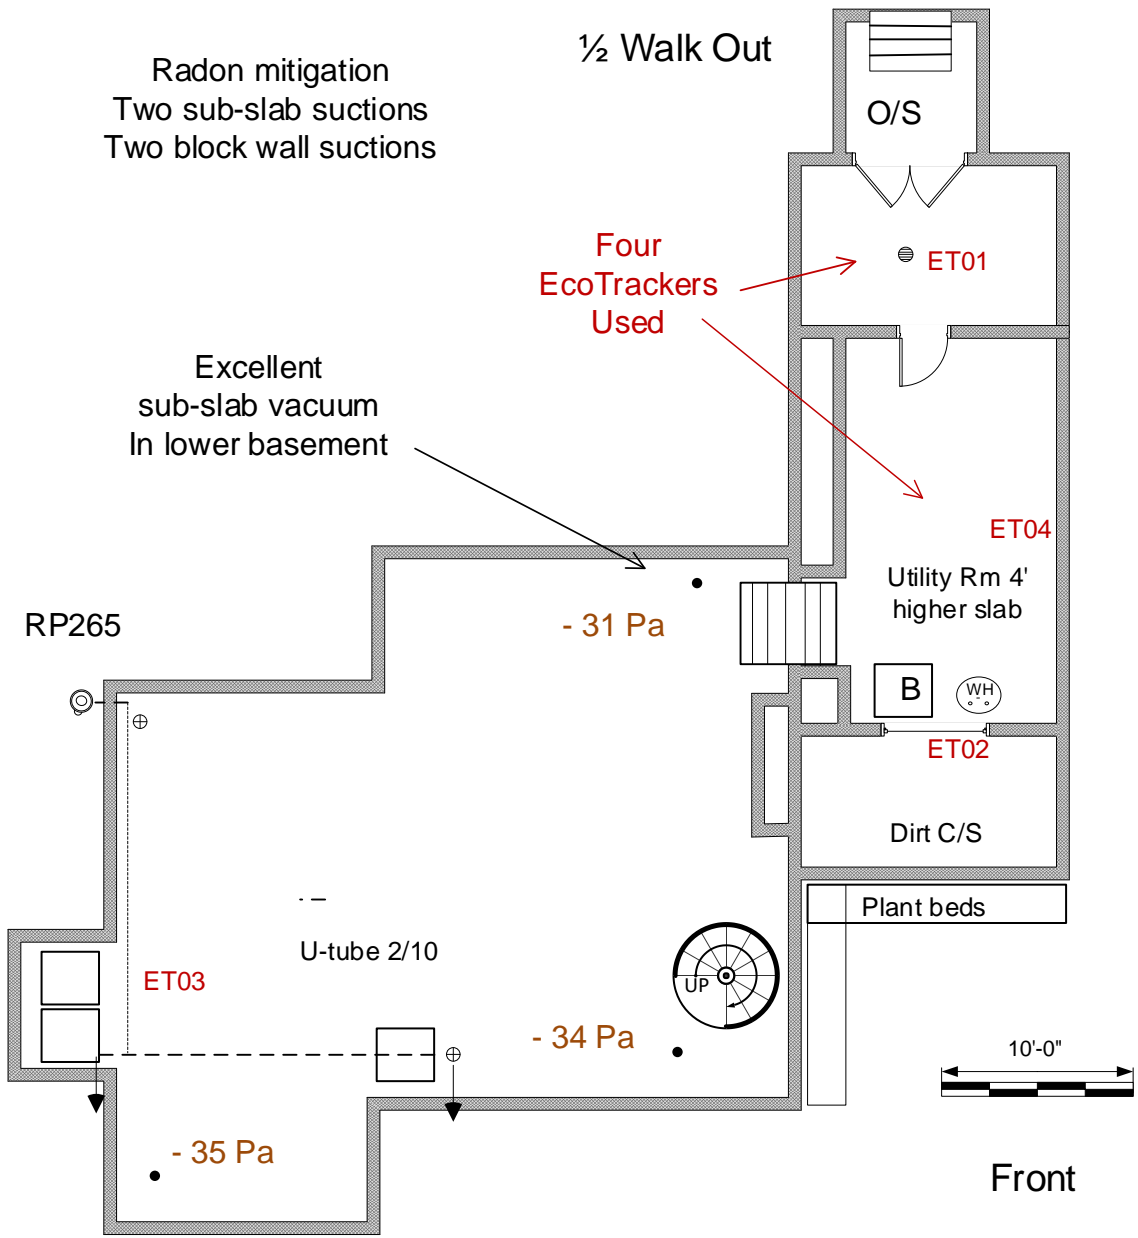 ½ Walk Out
Radon mitigation
Two sub-slab suctions
Two block wall suctions
O/S
Four
EcoTrackers
Used
ET01
Excellent
sub-slab vacuum
In lower basement
ET04
Utility Rm 4'
higher slab
RP265
- 31 Pa
B
WH
ET02
Dirt C/S
Plant beds
U-tube 2/10
ET03
UP
- 34 Pa
10'-0"
- 35 Pa
Front